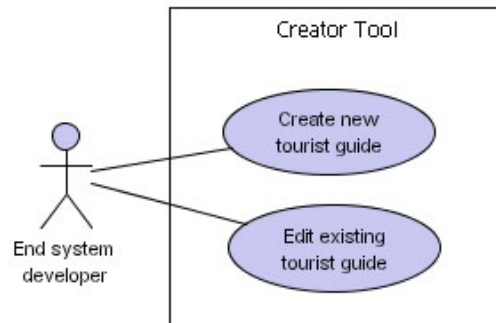 Creator Tool
Create new
tourist guide
End system
developer
Edit existing
tourist guide